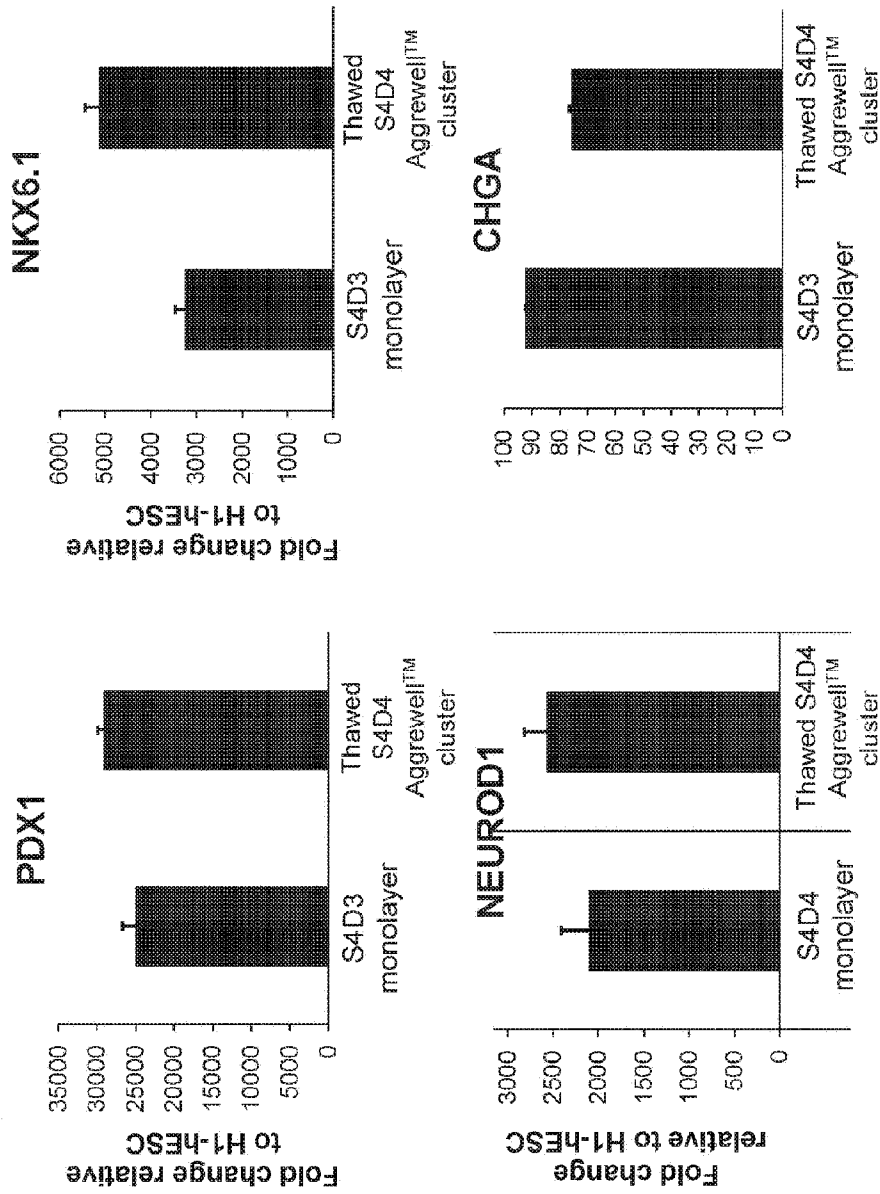 PDX1
Fold change relative
to H1-hESC
35000
30000
25000
20000
15000
10000
5000
0
S4D3
monolayer
Thawed
S4D4
Aggrewell™
cluster
NKX6.1
Fold change relative
to H1-hESC
6000
5000
4000
3000
2000
1000
0
S4D3
monolayer
Thawed
S4D4
Aggrewell™
cluster
NEUROD1
Fold change
relative to H1-hESC
3000
2500
2000
1500
1000
500
0
S4D4
monolayer
Thawed S4D4
Aggrewell™
cluster
CHGA
100
90
80
70
60
50
40
30
20
10
0
S4D3
monolayer
Thawed S4D4
Aggrewell™
cluster